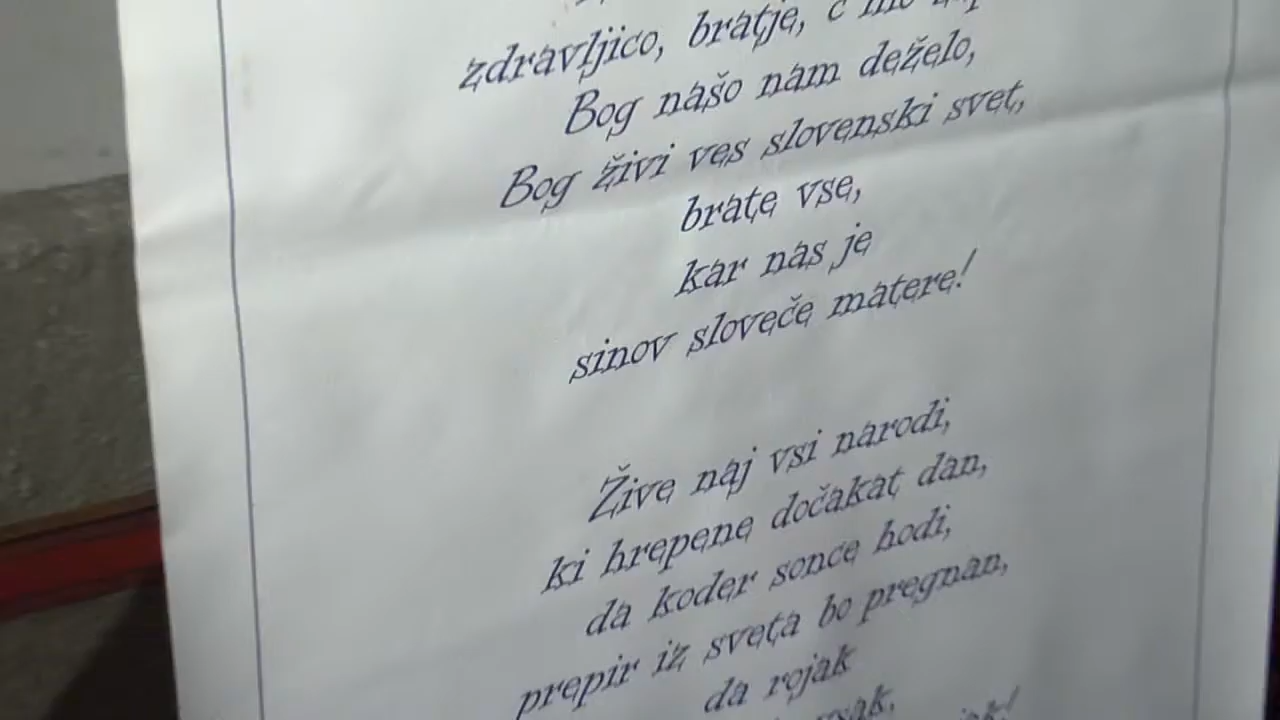 zdravljico, bratje,
Bog našo nam deželo,
Bog živi ves slovenski svet,
brate vse,
kar nas je
sinov sloveče matere!
Žive naj vsi narodi,
ki hrepene dočakat dan,
da koder sonce hodi,
prepir iz sveta bo pregnan,
da rojak